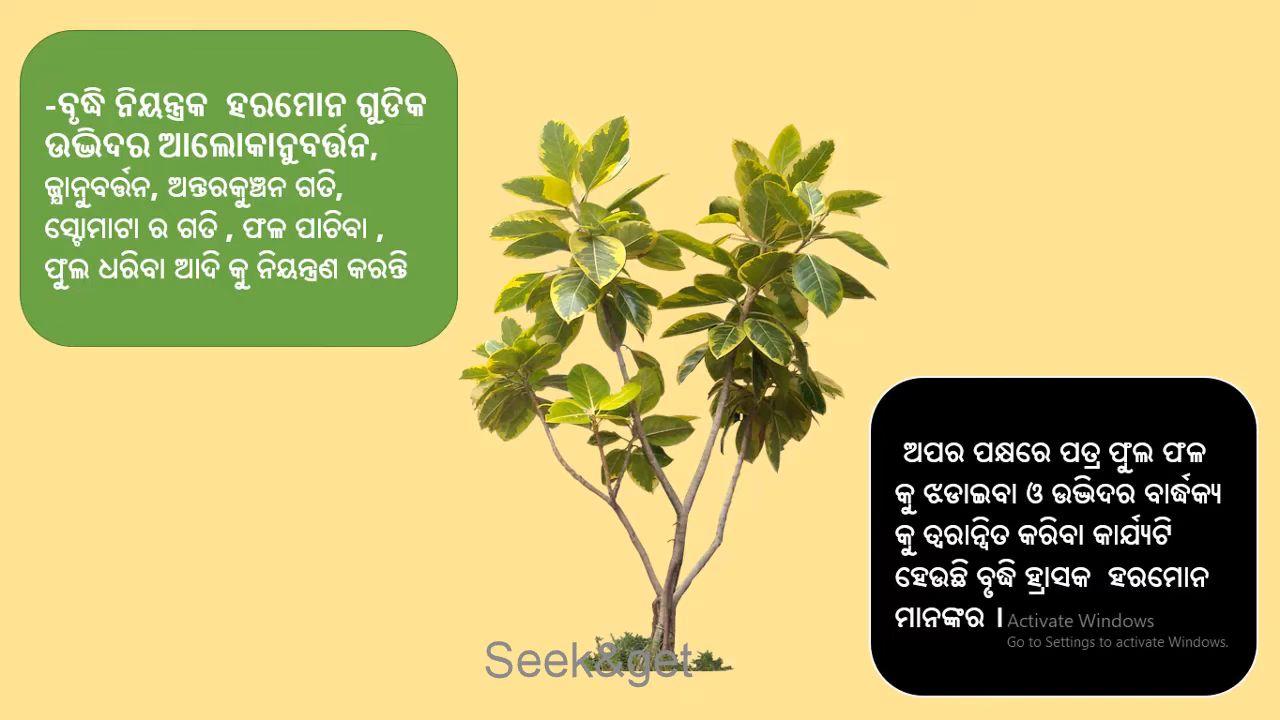 -ବୃଦ୍ଧି ନିୟନ୍ତ୍ରକ ହରମୋନ ଗୁଡିକ
ଉଦ୍ଭିଦର ଆଲୋକାନୁବର୍ତ୍ତନ,
ଭ୍ଖାନୁବର୍ତ୍ତନ, ଅନ୍ତରକୁଞ୍ଚନ ଗତି,
ସ୍ଟୋମାଟା ର ଗତି , ଫଳ ପାଚିବା ,
ଫୁଲ ଧରିବା ଆଦି କୁ ନିୟନ୍ତ୍ରଣ କରନ୍ତି
ଅପର ପକ୍ଷରେ ପତ୍ର ଫୁଲ ଫଳ
କୁ ଝଡାଇବା ଓ ଉଦ୍ଭିଦର ବାର୍ଦ୍ଧକ୍ୟ
କୁ ତ୍ୱରାନ୍ୱିତ କରିବା କାର୍ଯ୍ୟଟି
ହେଉଛି ବୃଦ୍ଧି ହ୍ରାସକ ହରମୋନ
ମାନଙ୍କର ।
Activate Windows
Go to Settings to activate Windows.
Seek&get